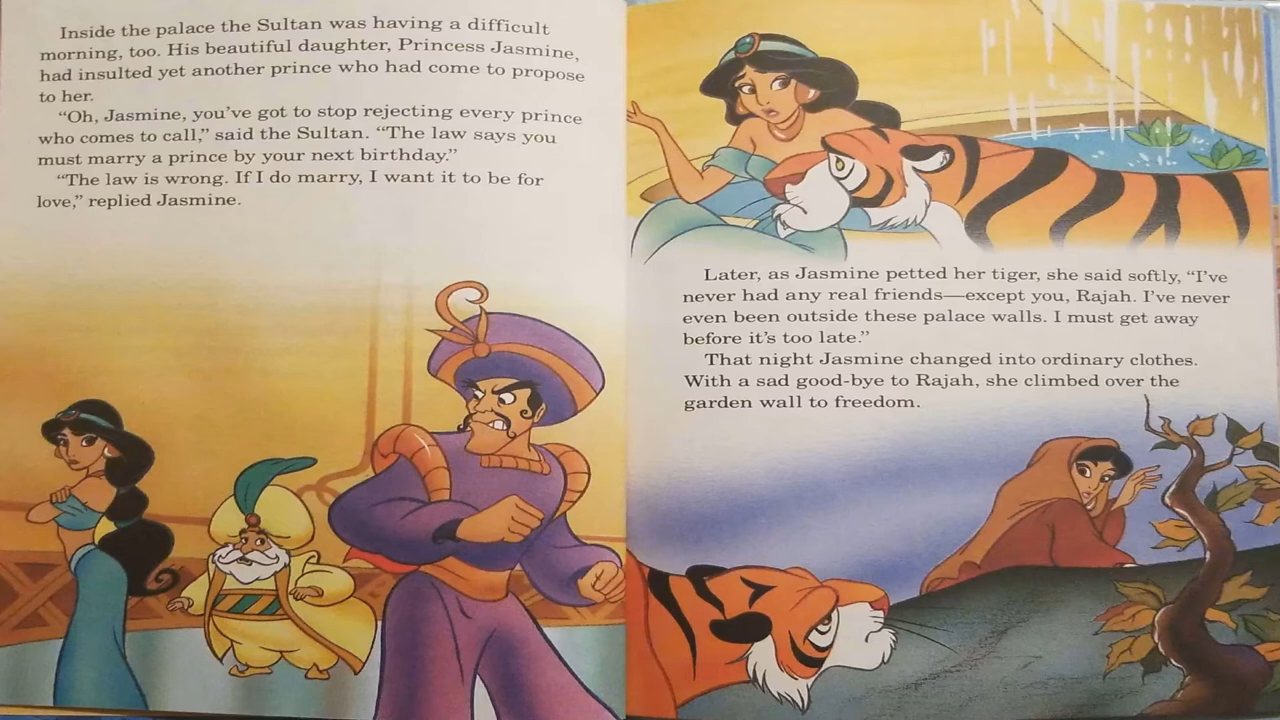 Inside the palace the Sultan was having a difficult
morning, too. His beautiful daughter, Princess Jasmine,
had insulted yet another prince who had come to propose
to her.
“Oh, Jasmine, you’ve got to stop rejecting every prince
who comes to call,” said the Sultan. “The law says you
must marry a prince by your next birthday.”
“The law is wrong. If I do marry, I want it to be for
love,” replied Jasmine.
Later, as Jasmine petted her tiger, she said softly, “I’ve
never had any real friends—except you, Rajah. I’ve never
even been outside these palace walls. I must get away
before it’s too late.”
That night Jasmine changed into ordinary clothes.
With a sad good-bye to Rajah, she climbed over the
garden wall to freedom.